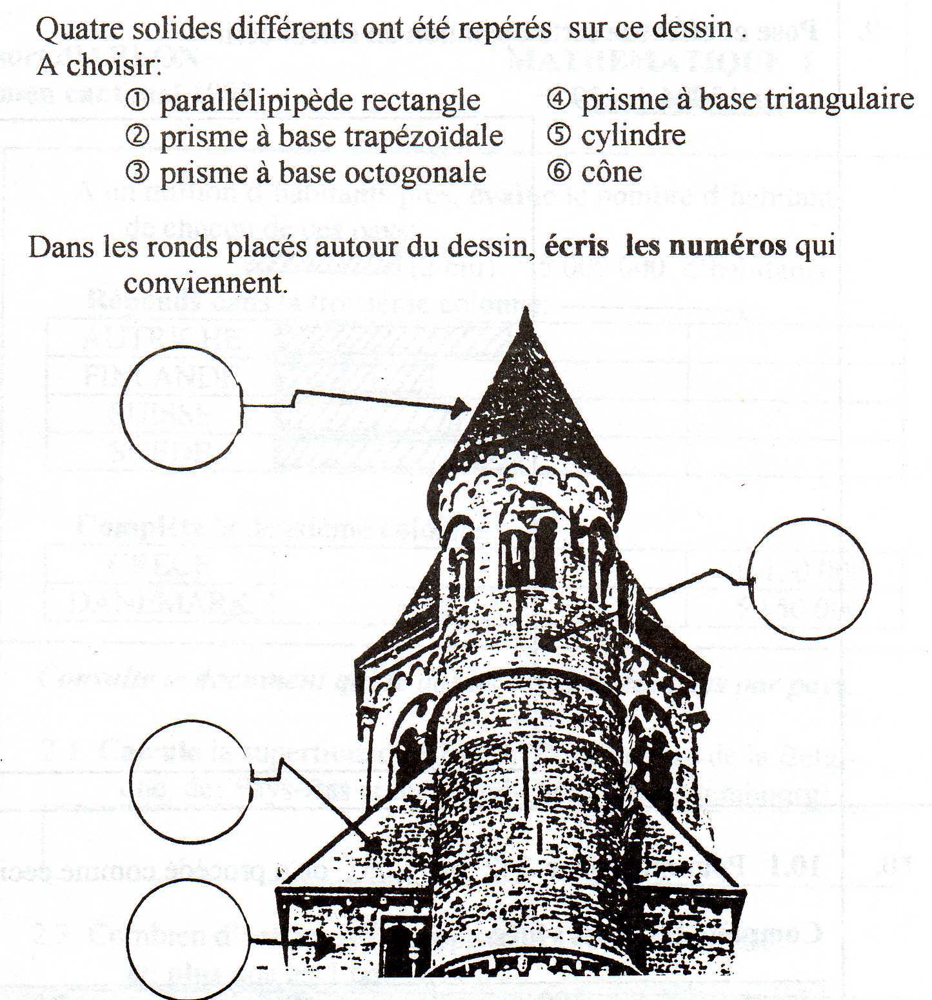 Quatre solides différents ont été repérés sur ce dessin.
A choisir:
① parallélipipède rectangle
② prisme à base trapézoïdale
③ prisme à base octogonale
④ prisme à base triangulaire
⑤ cylindre
⑥ cône
Dans les ronds placés autour du dessin, écris les numéros qui
conviennent.